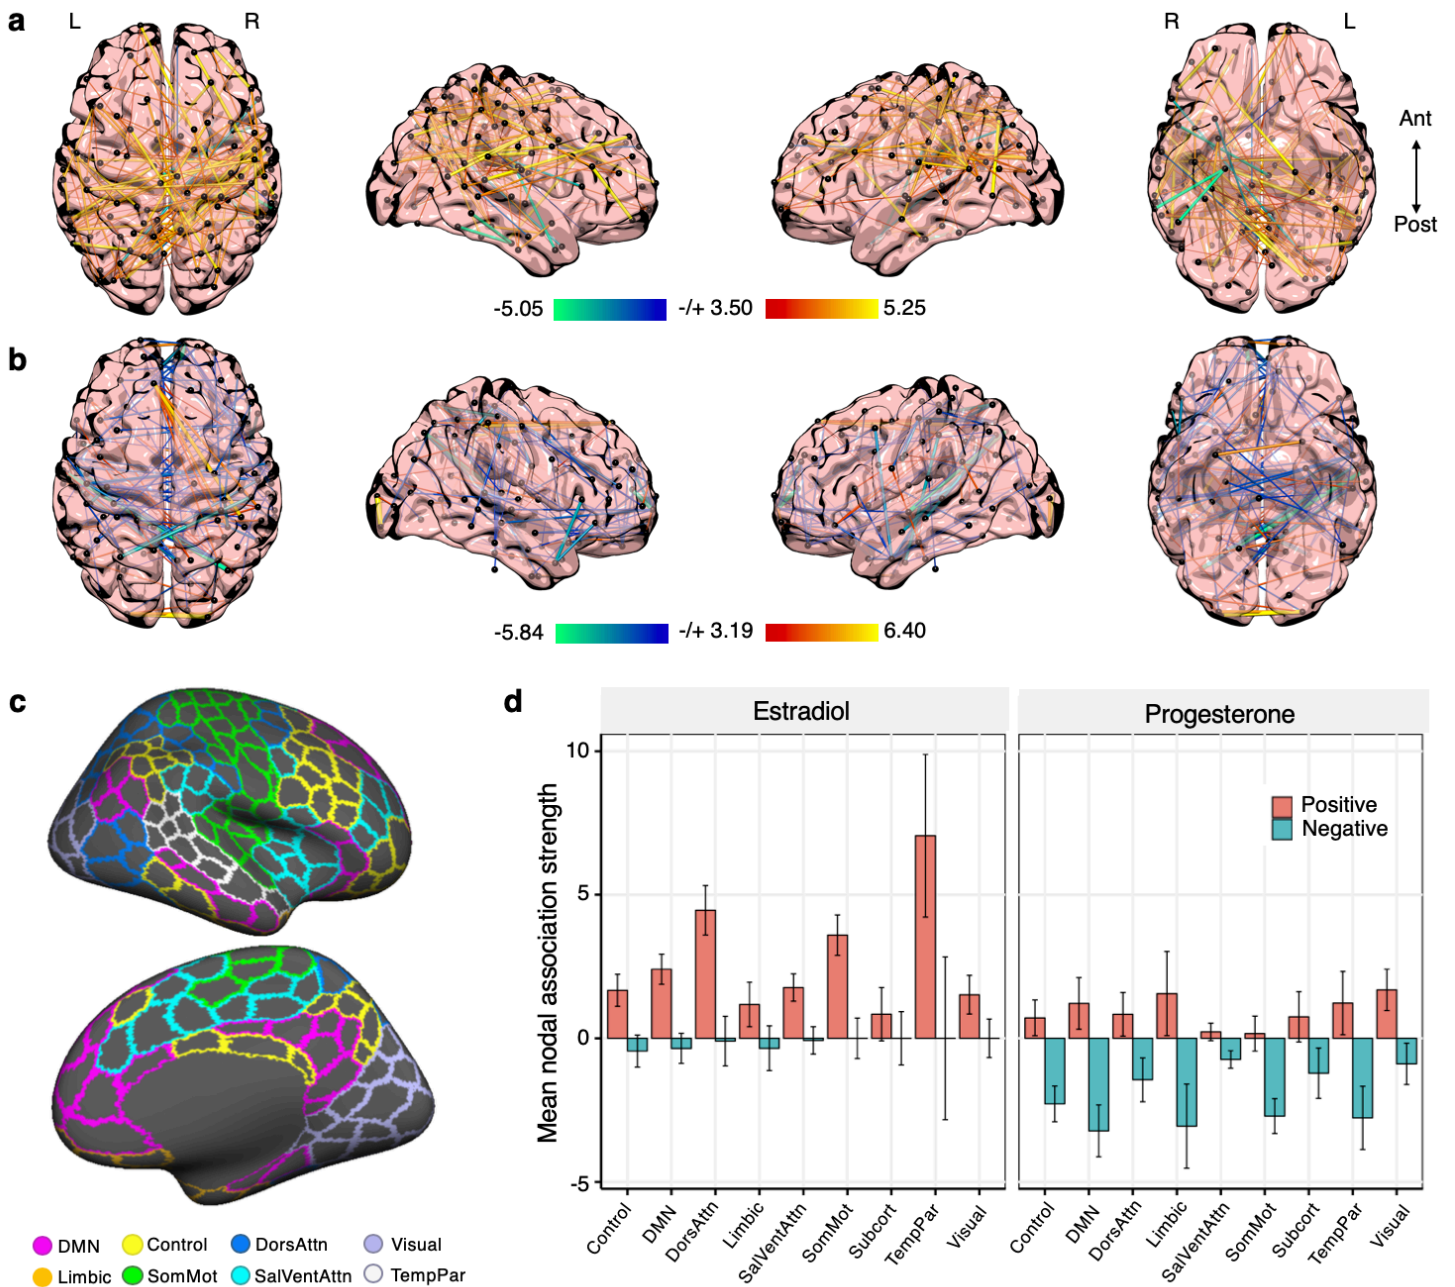 a
L R
R L
Ant
Post
-5.05 -/+ 3.50 5.25
b
-5.84 -/+ 3.19 6.40
c
DMN Control DorsAttn Visual
Limbic SomMot SalVentAttn TempPar
d
Estradiol Progesterone
Mean nodal association strength
10
5
0
-5
Positive
Negative
Control DMN DorsAttn Limbic SalVentAttn SomMot Subcort TempPar Visual
Control DMN DorsAttn Limbic SalVentAttn SomMot Subcort TempPar Visual